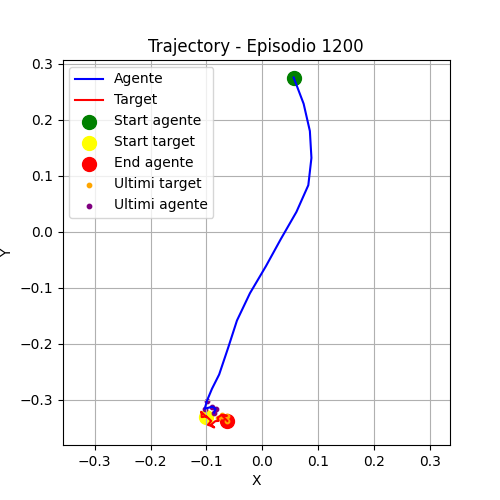 Trajectory - Episodio 1200
0.3
0.2
0.1
0.0
−0.1
−0.2
−0.3
Y
Agente
Target
Start agente
Start target
End agente
Ultimi target
Ultimi agente
−0.3 −0.2 −0.1 0.0 0.1 0.2 0.3
X